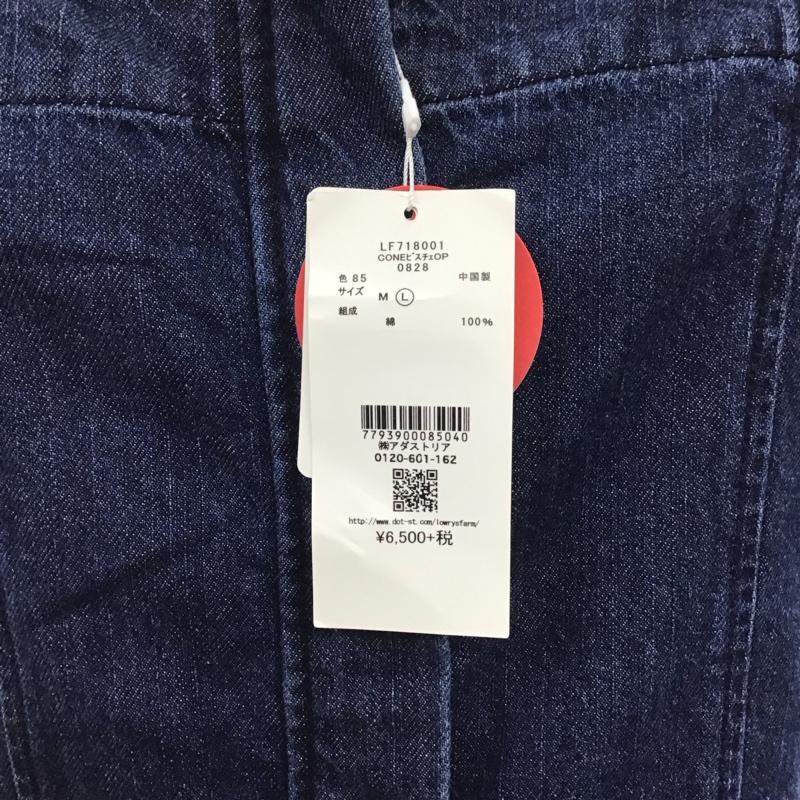 LF718001
CONEビスチェOP
0828
色 85 中国製
サイズ M L
組成 綿 100%
7793900085040
㈱アダストリア
0120-601-162
http://www.dot-st.com/lowrysfarm/
¥6,500+税